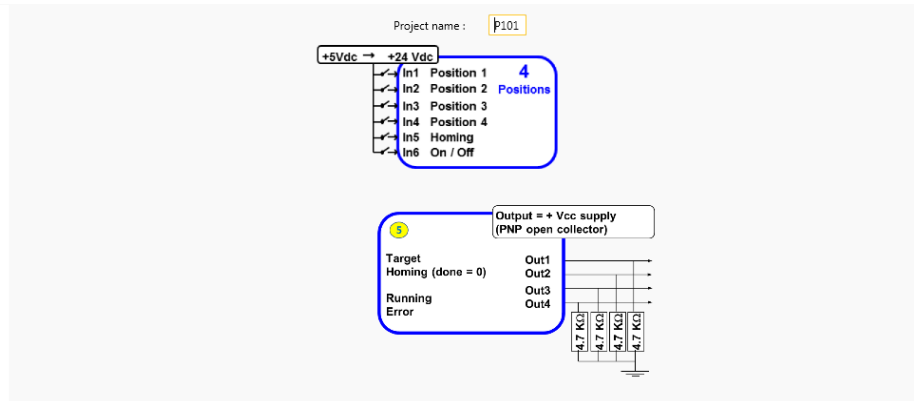 Project name : P101
+5Vdc → +24 Vdc
In1 Position 1 4
In2 Position 2 Positions
In3 Position 3
In4 Position 4
In5 Homing
In6 On / Off
Output = + Vcc supply
(PNP open collector)
5
Target Out1
Homing (done = 0) Out2
Out3
Running Out4
Error
4.7 KΩ 4.7 KΩ 4.7 KΩ 4.7 KΩ